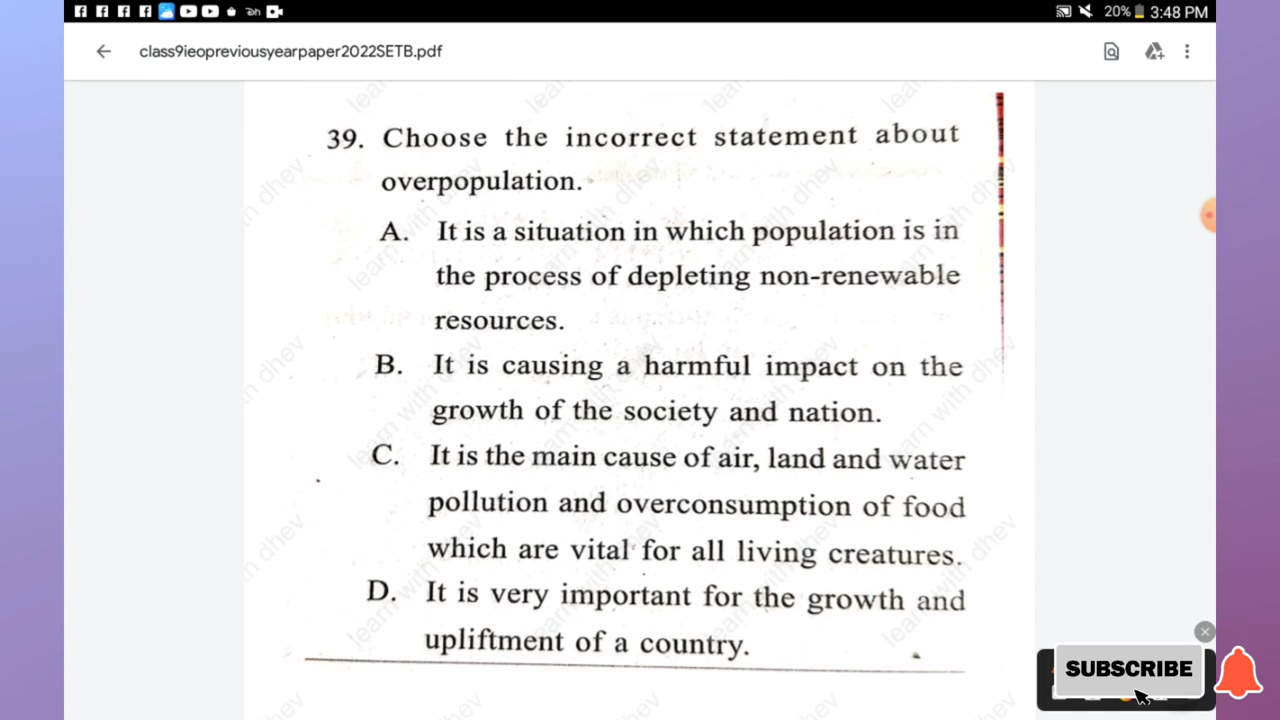 20% 3:48 PM
class9ieopreviousyearpaper2022SETB.pdf
39. Choose the incorrect statement about
overpopulation.
A. It is a situation in which population is in
the process of depleting non-renewable
resources.
B. It is causing a harmful impact on the
growth of the society and nation.
C. It is the main cause of air, land and water
pollution and overconsumption of food
which are vital for all living creatures.
D. It is very important for the growth and
upliftment of a country.
SUBSCRIBE
learn with dhev